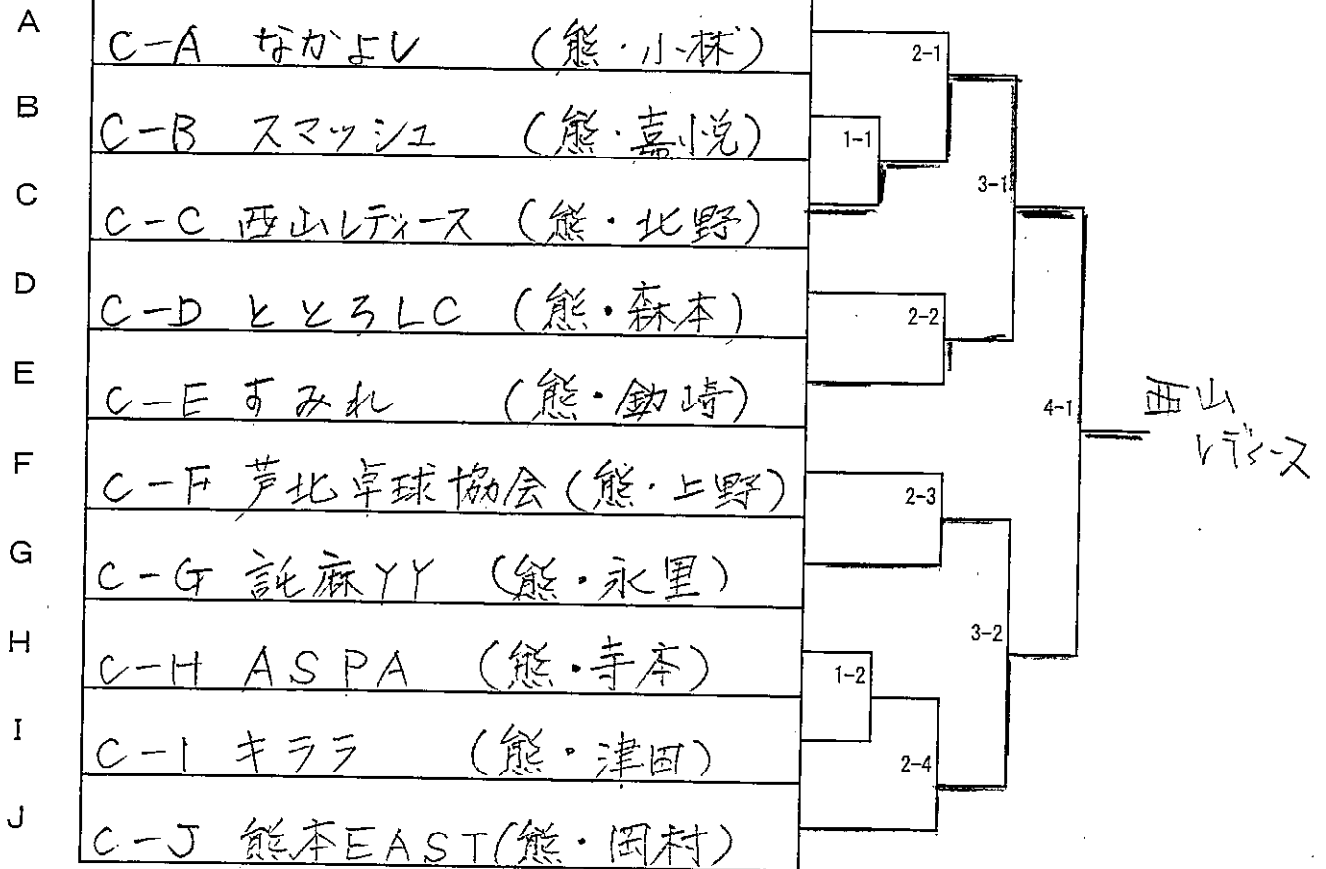 A
C-A なかよし (熊・小林)
B
C-B スマッシュ (熊・嘉悦)
C
C-C 西山レディース (熊・北野)
D
C-D ととろLC (熊・森本)
E
C-E すみれ (熊・釛崎)
F
C-F 芦北卓球協会 (熊・上野)
G
C-G 託麻YY (熊・永里)
H
C-H ASPA (熊・寺本)
I
C-I キララ (熊・津田)
J
C-J 熊本EAST (熊・岡村)
2-1
1-1
3-1
2-2
4-1
2-3
3-2
1-2
2-4
西山
レディース